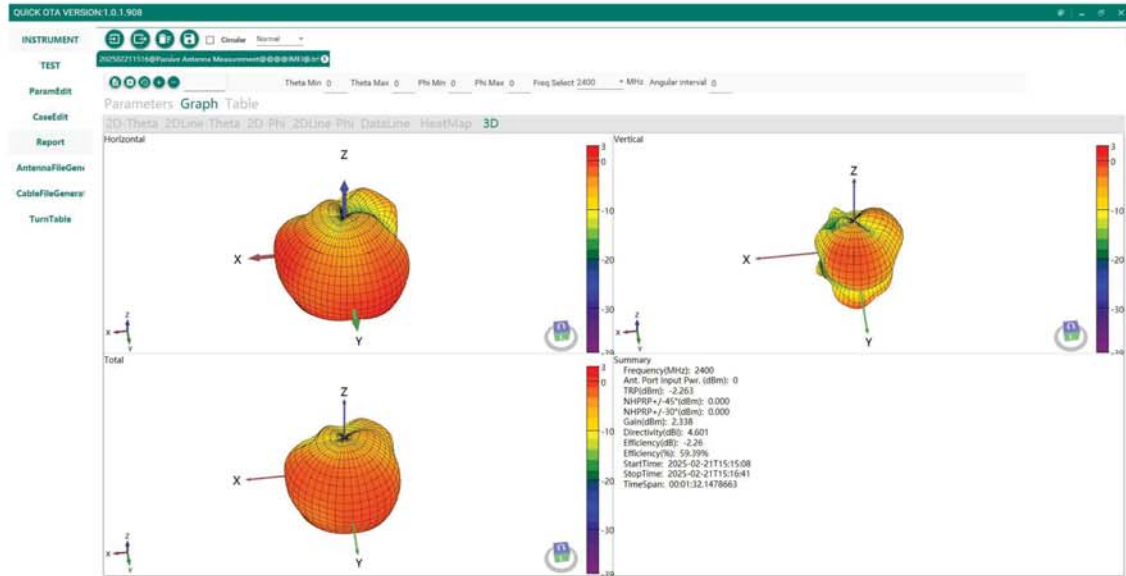 QUICK OTA VERSION:1.0.1.908
INSTRUMENT
TEST
ParamEdit
CaseEdit
Report
AntennaFileGen
CableFileGenera
TurnTable
Circular Normal
Theta Min 0 Theta Max 0 Phi Min 0 Phi Max 0 Freq Select 2400 MHz Angular interval 0
Parameters Graph Table
2D-Theta 2DLine-Theta 2D-Phi 2DLine-Phi DataLine HeatMap 3D
Horizontal
Z
X
Y
Z
X
Y
3
0
-10
-20
-30
Vertical
Z
X
Y
Z
X
Y
3
0
-10
-20
-30
Total
Z
X
Y
Z
X
Y
3
0
-10
-20
-30
Summary
Frequency(MHz): 2400
Ant. Port Input Pwr. (dBm): 0
TRP(dBm): -2.263
NHPRP+/-45°(dBm): 0.000
NHPRP+/-30°(dBm): 0.000
Gain(dBm): 2.338
Directivity(dBi): 4.601
Efficiency(dB): -2.26
Efficiency(%): 59.39%
StartTime: 2025-02-21T15:15:08
StopTime: 2025-02-21T15:16:41
TimeSpan: 00:01:32.1478663